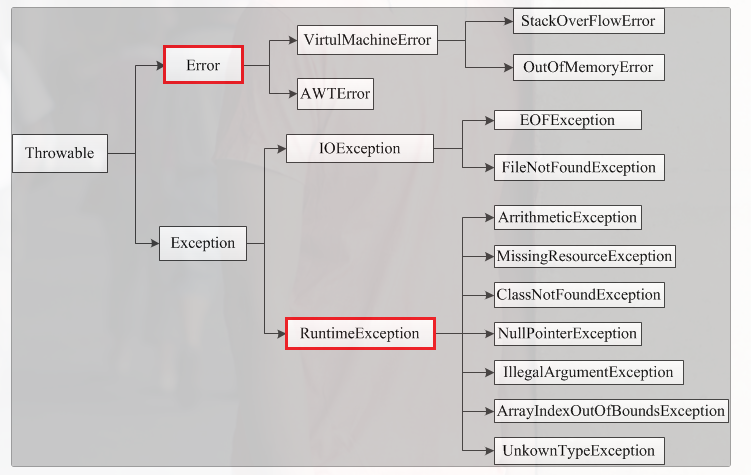 Throwable
Error
VirtulMachineError
StackOverFlowError
OutOfMemoryError
AWTError
Exception
IOException
EOFException
FileNotFoundException
RuntimeException
ArrithmeticException
MissingResourceException
ClassNotFoundException
NullPointerException
IllegalArgumentException
ArrayIndexOutOfBoundsException
UnkownTypeException